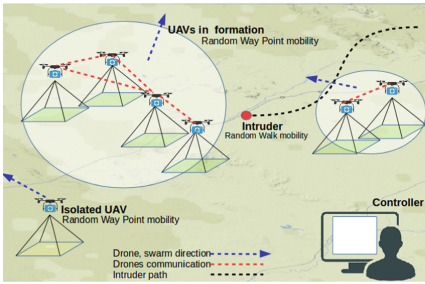 UAVs in formation
Random Way Point mobility
Intruder
Random Walk mobility
Isolated UAV
Random Way Point mobility
Controller
Drone, swarm direction
Drones communication
Intruder path